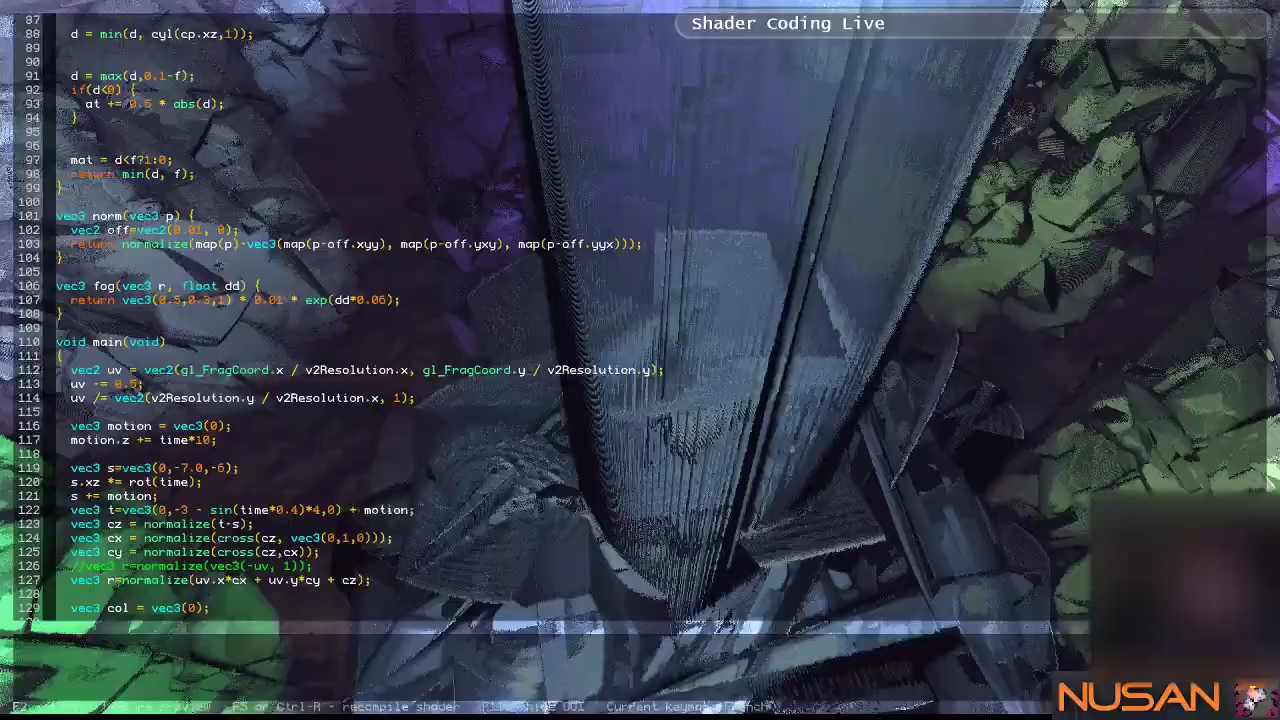 Shader Coding Live
87
88 d = min(d, cyl(cp.xz,1));
89
90
91 d = max(d,0.1-f);
92 if(d<0) {
93 at += 0.5 * abs(d);
94 }
95
96
97 mat = d<f?1:0;
98 return min(d, f);
99 }
100
101 vec3 norm(vec3 p) {
102 vec2 off=vec2(0.01, 0);
103 return normalize(map(p)-vec3(map(p-off.xyy), map(p-off.yxy), map(p-off.yyx)));
104 }
105
106 vec3 fog(vec3 r, float dd) {
107 return vec3(0.5,0.3,1) * 0.01 * exp(dd*0.06);
108 }
109
110 void main(void)
111 {
112 vec2 uv = vec2(gl_FragCoord.x / v2Resolution.x, gl_FragCoord.y / v2Resolution.y);
113 uv -= 0.5;
114 uv /= vec2(v2Resolution.y / v2Resolution.x, 1);
115
116 vec3 motion = vec3(0);
117 motion.z += time*10;
118
119 vec3 s=vec3(0,-7.0,-6);
120 s.xz *= rot(time);
121 s += motion;
122 vec3 t=vec3(0,-3 - sin(time*0.4)*4,0) + motion;
123 vec3 cz = normalize(t-s);
124 vec3 cx = normalize(cross(cz, vec3(0,1,0)));
125 vec3 cy = normalize(cross(cz,cx));
126 //vec3 r=normalize(vec3(-uv, 1));
127 vec3 r=normalize(uv.x*cx + uv.y*cy + cz);
128
129 vec3 col = vec3(0);
F5 or Ctrl-R - recompile shader Current keymap
NUSAN